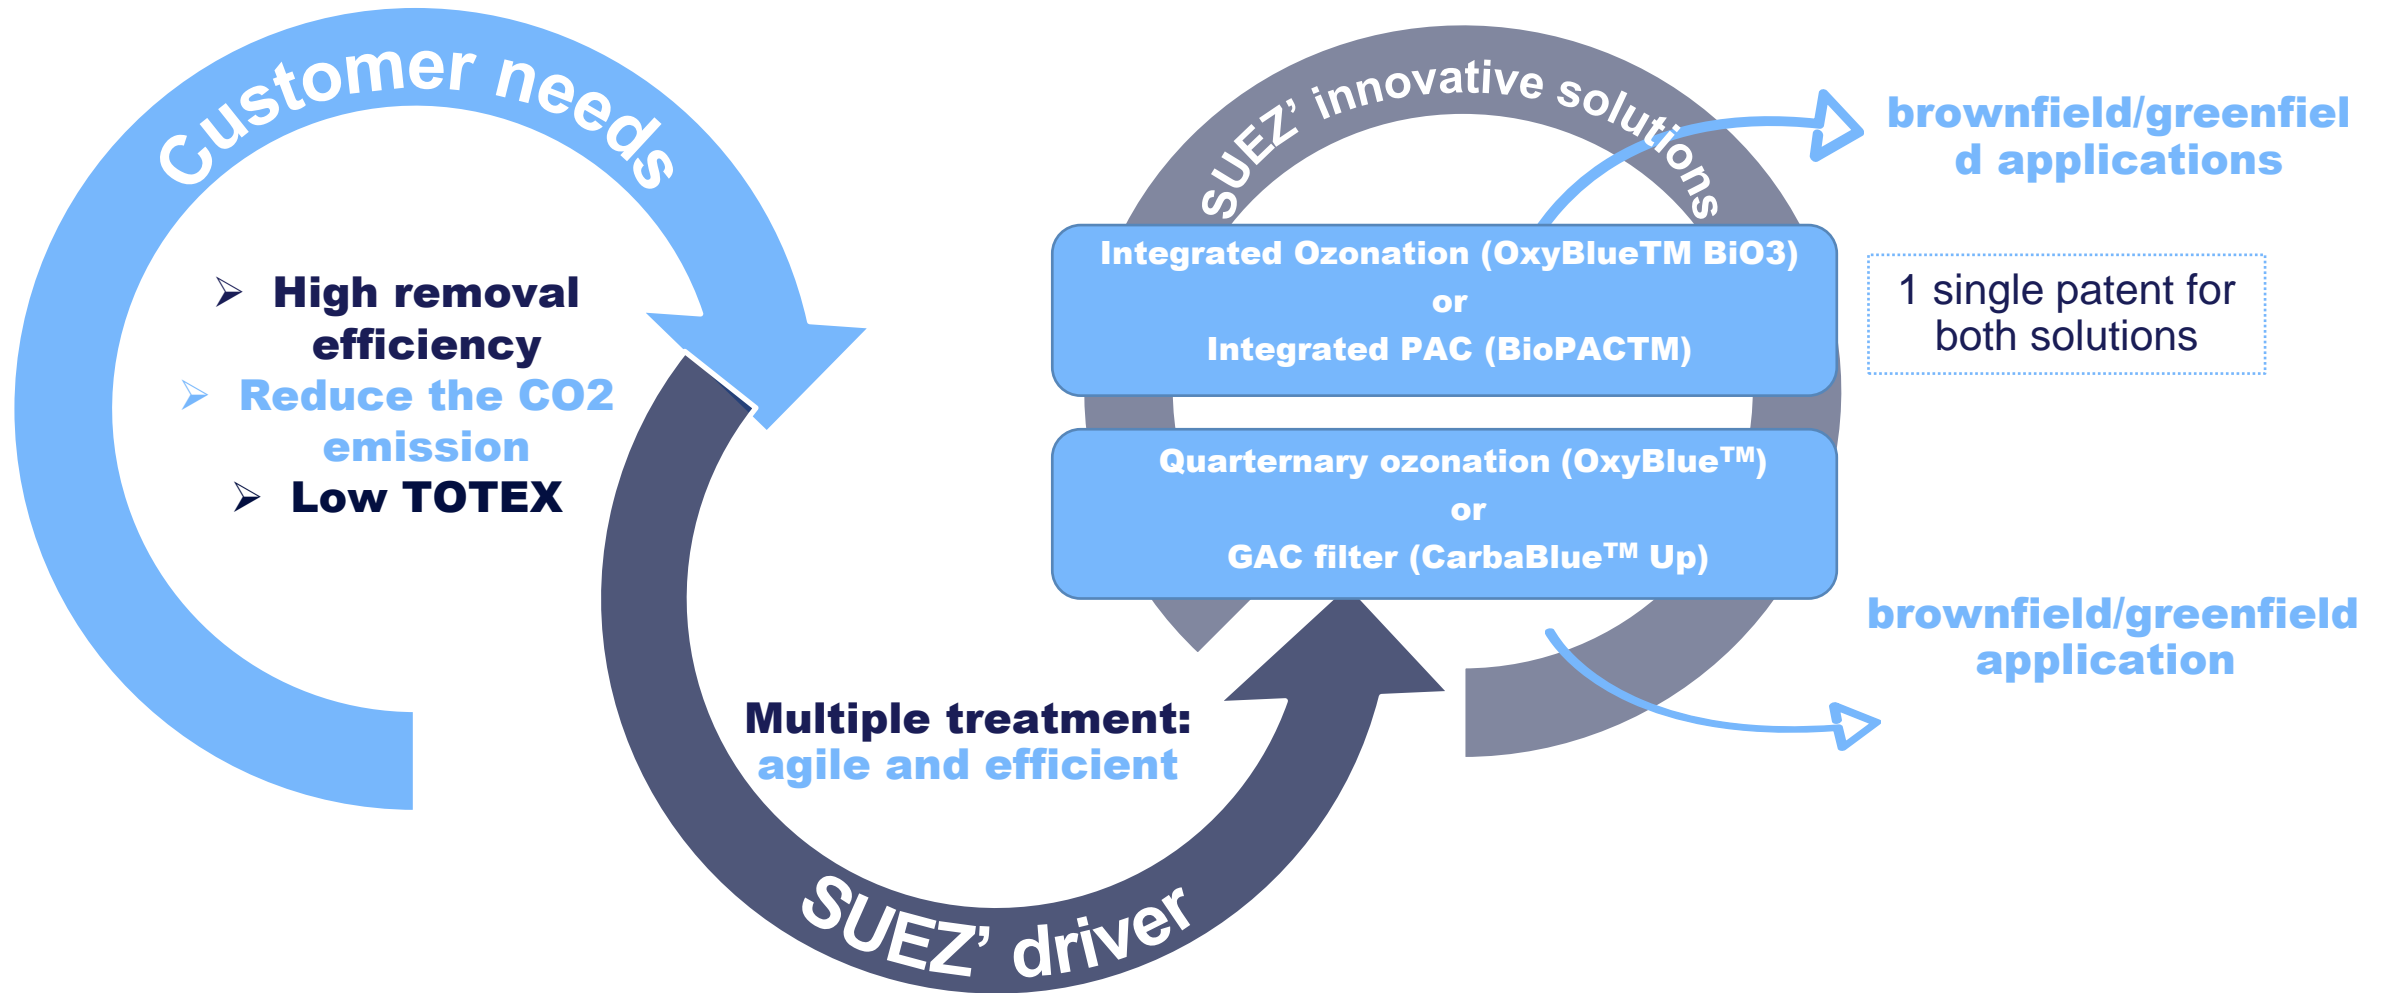 Customer needs
➢ High removal
efficiency
➢ Reduce the CO2
emission
➢ Low TOTEX
Multiple treatment:
agile and efficient
SUEZ’ driver
SUEZ’ innovative solutions
Integrated Ozonation (OxyBlueTM BiO3)
or
Integrated PAC (BioPACTM)
Quarternary ozonation (OxyBlue™)
or
GAC filter (CarbaBlue™ Up)
brownfield/greenfiel
d applications
1 single patent for
both solutions
brownfield/greenfield
application